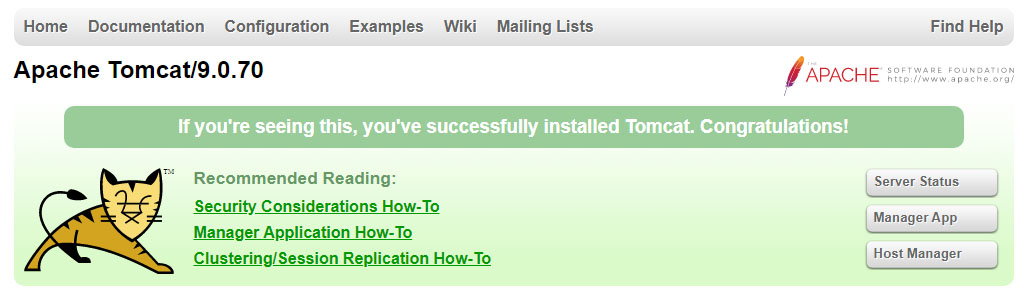 Home Documentation Configuration Examples Wiki Mailing Lists Find Help
Apache Tomcat/9.0.70
THE
APACHE™ SOFTWARE FOUNDATION
http://www.apache.org/
If you're seeing this, you've successfully installed Tomcat. Congratulations!
TM
Recommended Reading:
Security Considerations How-To
Manager Application How-To
Clustering/Session Replication How-To
Server Status
Manager App
Host Manager